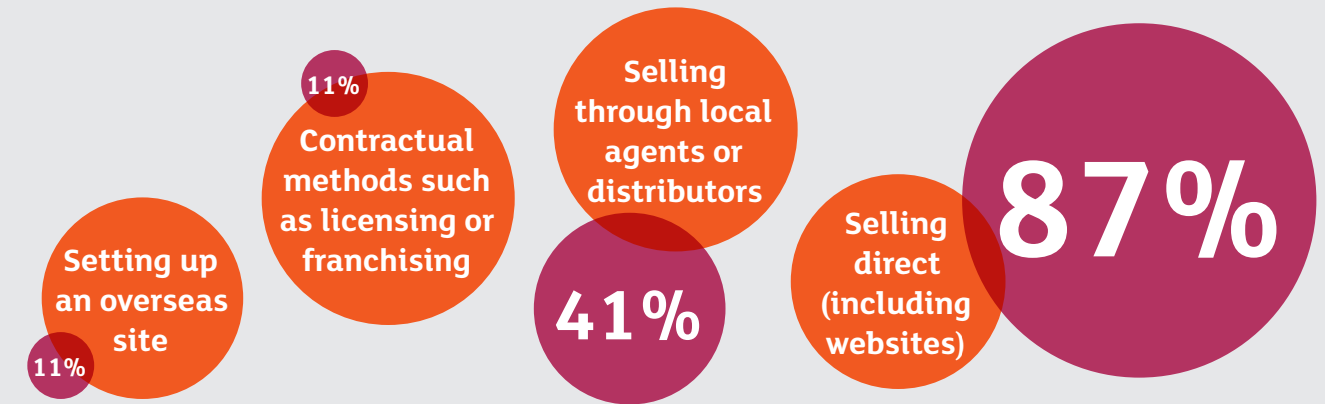 Setting up
an overseas
site
11%
11%
Contractual
methods such
as licensing or
franchising
Selling
through local
agents or
distributors
41%
Selling
direct
(including
websites)
87%